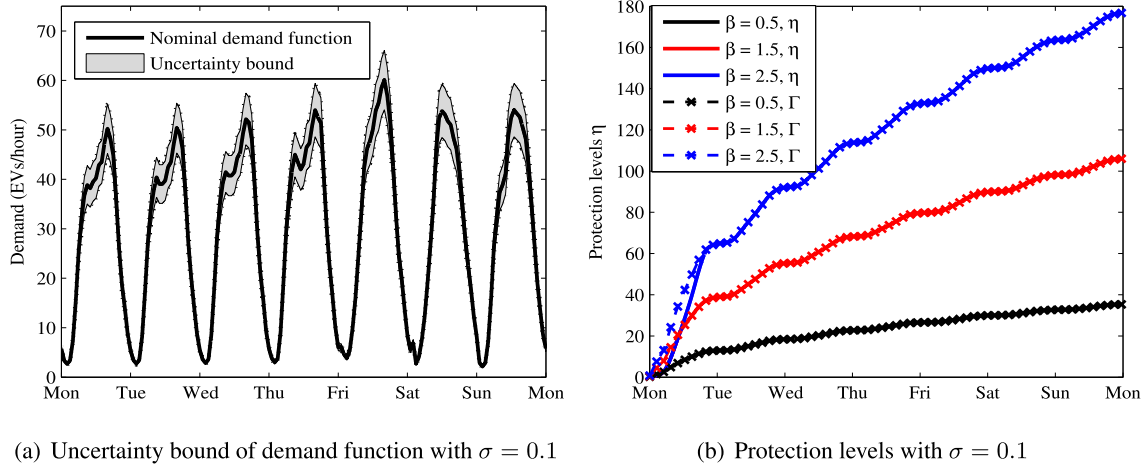 Nominal demand function
Uncertainty bound
Demand (EVs/hour)
70
60
50
40
30
20
10
0
Mon Tue Wed Thu Fri Sat Sun Mon
(a) Uncertainty bound of demand function with σ = 0.1
β = 0.5, η
β = 1.5, η
β = 2.5, η
β = 0.5, Γ
β = 1.5, Γ
β = 2.5, Γ
Protection levels η
180
160
140
120
100
80
60
40
20
0
Mon Tue Wed Thu Fri Sat Sun Mon
(b) Protection levels with σ = 0.1